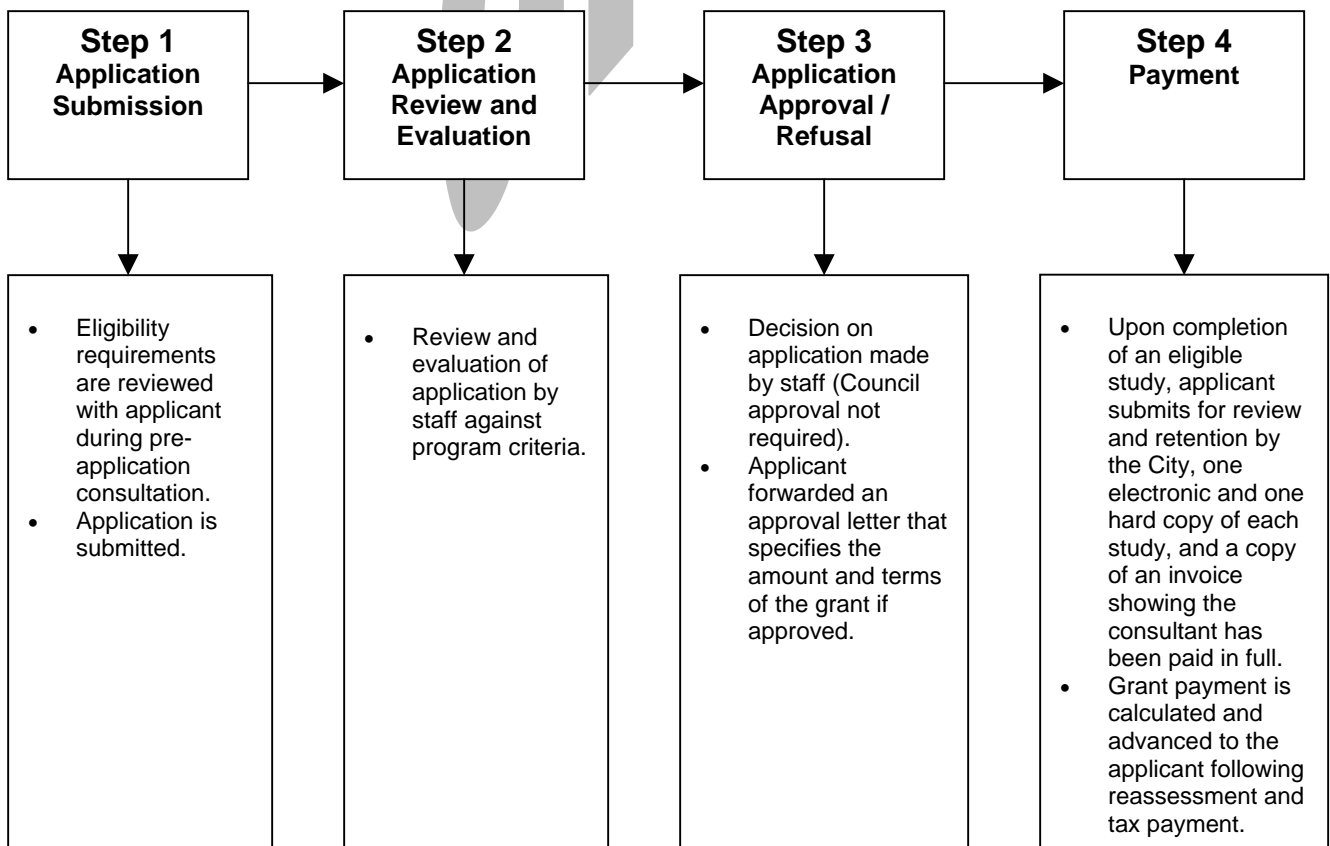 Step 1
Application
Submission
Step 2
Application
Review and
Evaluation
Step 3
Application
Approval /
Refusal
Step 4
Payment
• Eligibility
requirements
are reviewed
with applicant
during pre-
application
consultation.
• Application is
submitted.
• Review and
evaluation of
application by
staff against
program criteria.
• Decision on
application made
by staff (Council
approval not
required).
• Applicant
forwarded an
approval letter that
specifies the
amount and terms
of the grant if
approved.
• Upon completion
of an eligible
study, applicant
submits for review
and retention by
the City, one
electronic and one
hard copy of each
study, and a copy
of an invoice
showing the
consultant has
been paid in full.
• Grant payment is
calculated and
advanced to the
applicant following
reassessment and
tax payment.